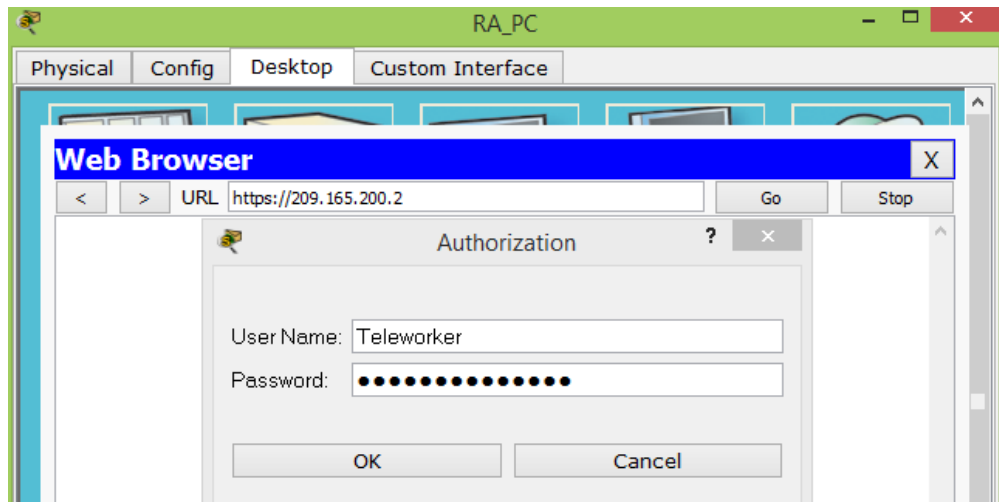 RA_PC
Physical Config Desktop Custom Interface
Web Browser X
< > URL https://209.165.200.2 Go Stop
Authorization ?
User Name: Teleworker
Password: ●●●●●●●●●●●●●●
OK Cancel